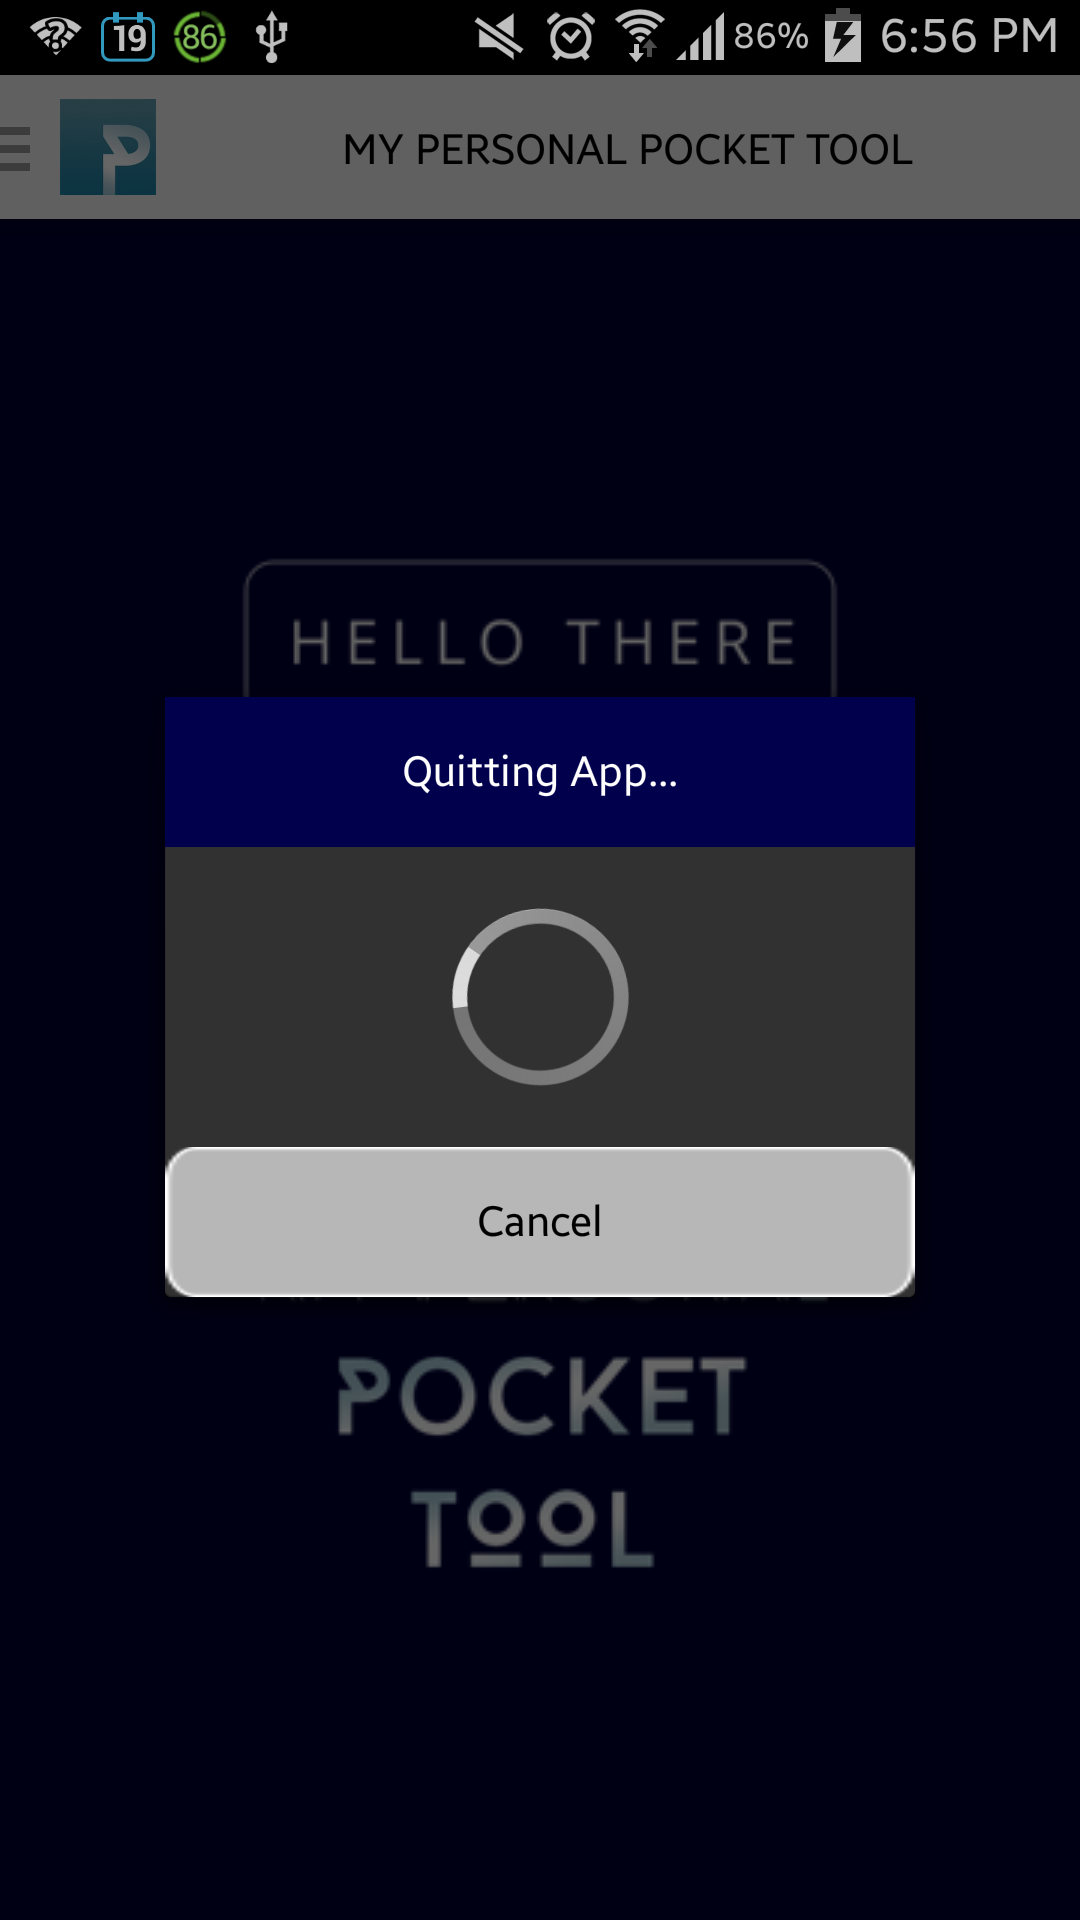 19 86 86% 6:56 PM
MY PERSONAL POCKET TOOL
HELLO THERE
Quitting App...
Cancel
POCKET
TOOL